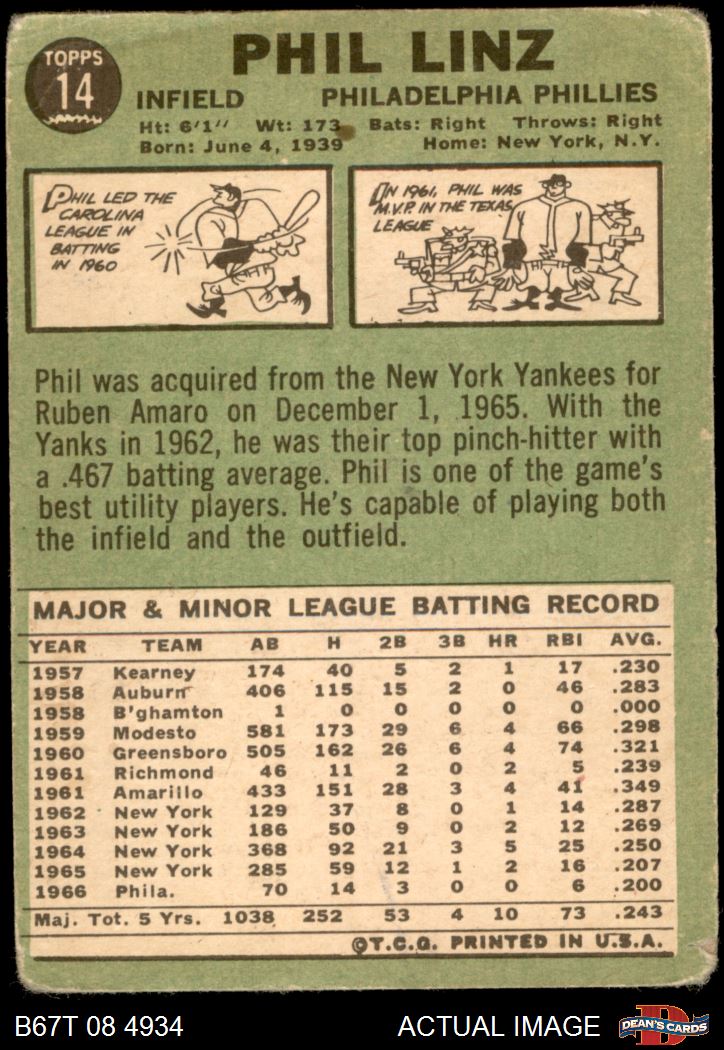 TOPPS
14
PHIL LINZ
INFIELD PHILADELPHIA PHILLIES
Ht: 6'1" Wt: 173 Bats: Right Throws: Right
Born: June 4, 1939 Home: New York, N.Y.
PHIL LED THE
CAROLINA
LEAGUE IN
BATTING
IN 1960
IN 1961, PHIL WAS
M.V.P. IN THE TEXAS
LEAGUE
Phil was acquired from the New York Yankees for
Ruben Amaro on December 1, 1965. With the
Yanks in 1962, he was their top pinch-hitter with
a .467 batting average. Phil is one of the game's
best utility players. He's capable of playing both
the infield and the outfield.
MAJOR & MINOR LEAGUE BATTING RECORD
YEAR TEAM AB H 2B 3B HR RBI AVG.
1957 Kearney 174 40 5 2 1 17 .230
1958 Auburn 406 115 15 2 0 46 .283
1958 B'ghamton 1 0 0 0 0 0 .000
1959 Modesto 581 173 29 6 4 66 .298
1960 Greensboro 505 162 26 6 4 74 .321
1961 Richmond 46 11 2 0 2 5 .239
1961 Amarillo 433 151 28 3 4 41 .349
1962 New York 129 37 8 0 1 14 .287
1963 New York 186 50 9 0 2 12 .269
1964 New York 368 92 21 3 5 25 .250
1965 New York 285 59 12 1 2 16 .207
1966 Phila. 70 14 3 0 0 6 .200
Maj. Tot. 5 Yrs. 1038 252 53 4 10 73 .243
©T.C.G. PRINTED IN U.S.A.
B67T 08 4934 ACTUAL IMAGE
D
DEAN'S CARDS